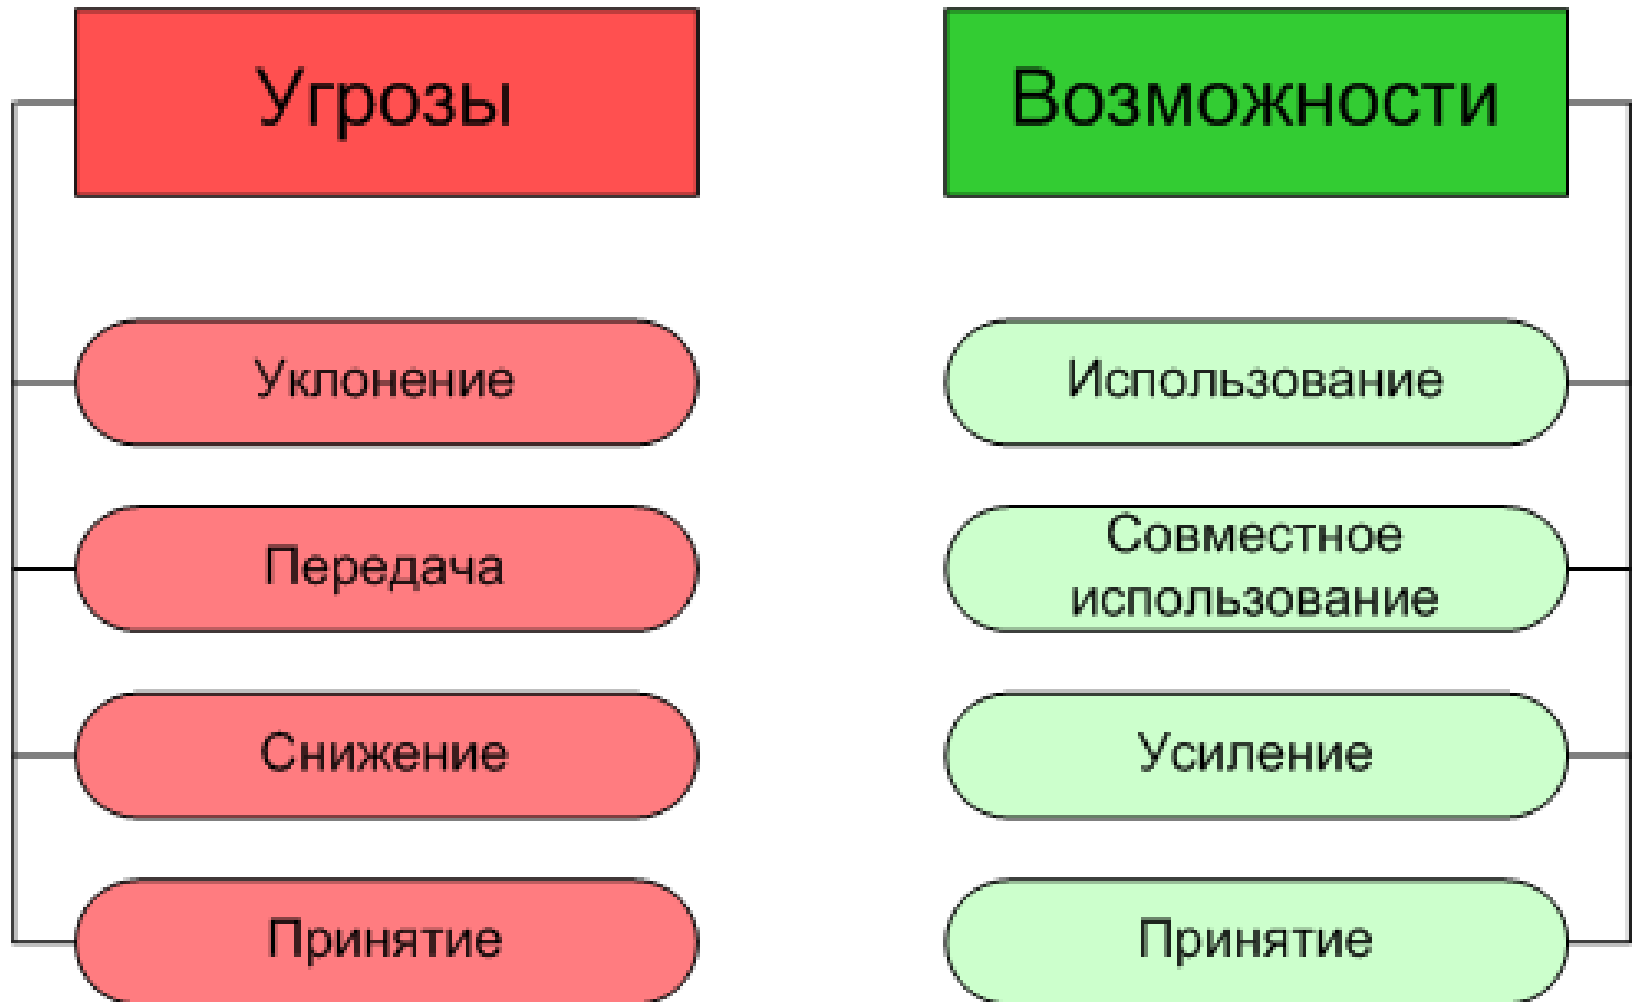 Угрозы
Уклонение
Передача
Снижение
Принятие
Возможности
Использование
Совместное
использование
Усиление
Принятие